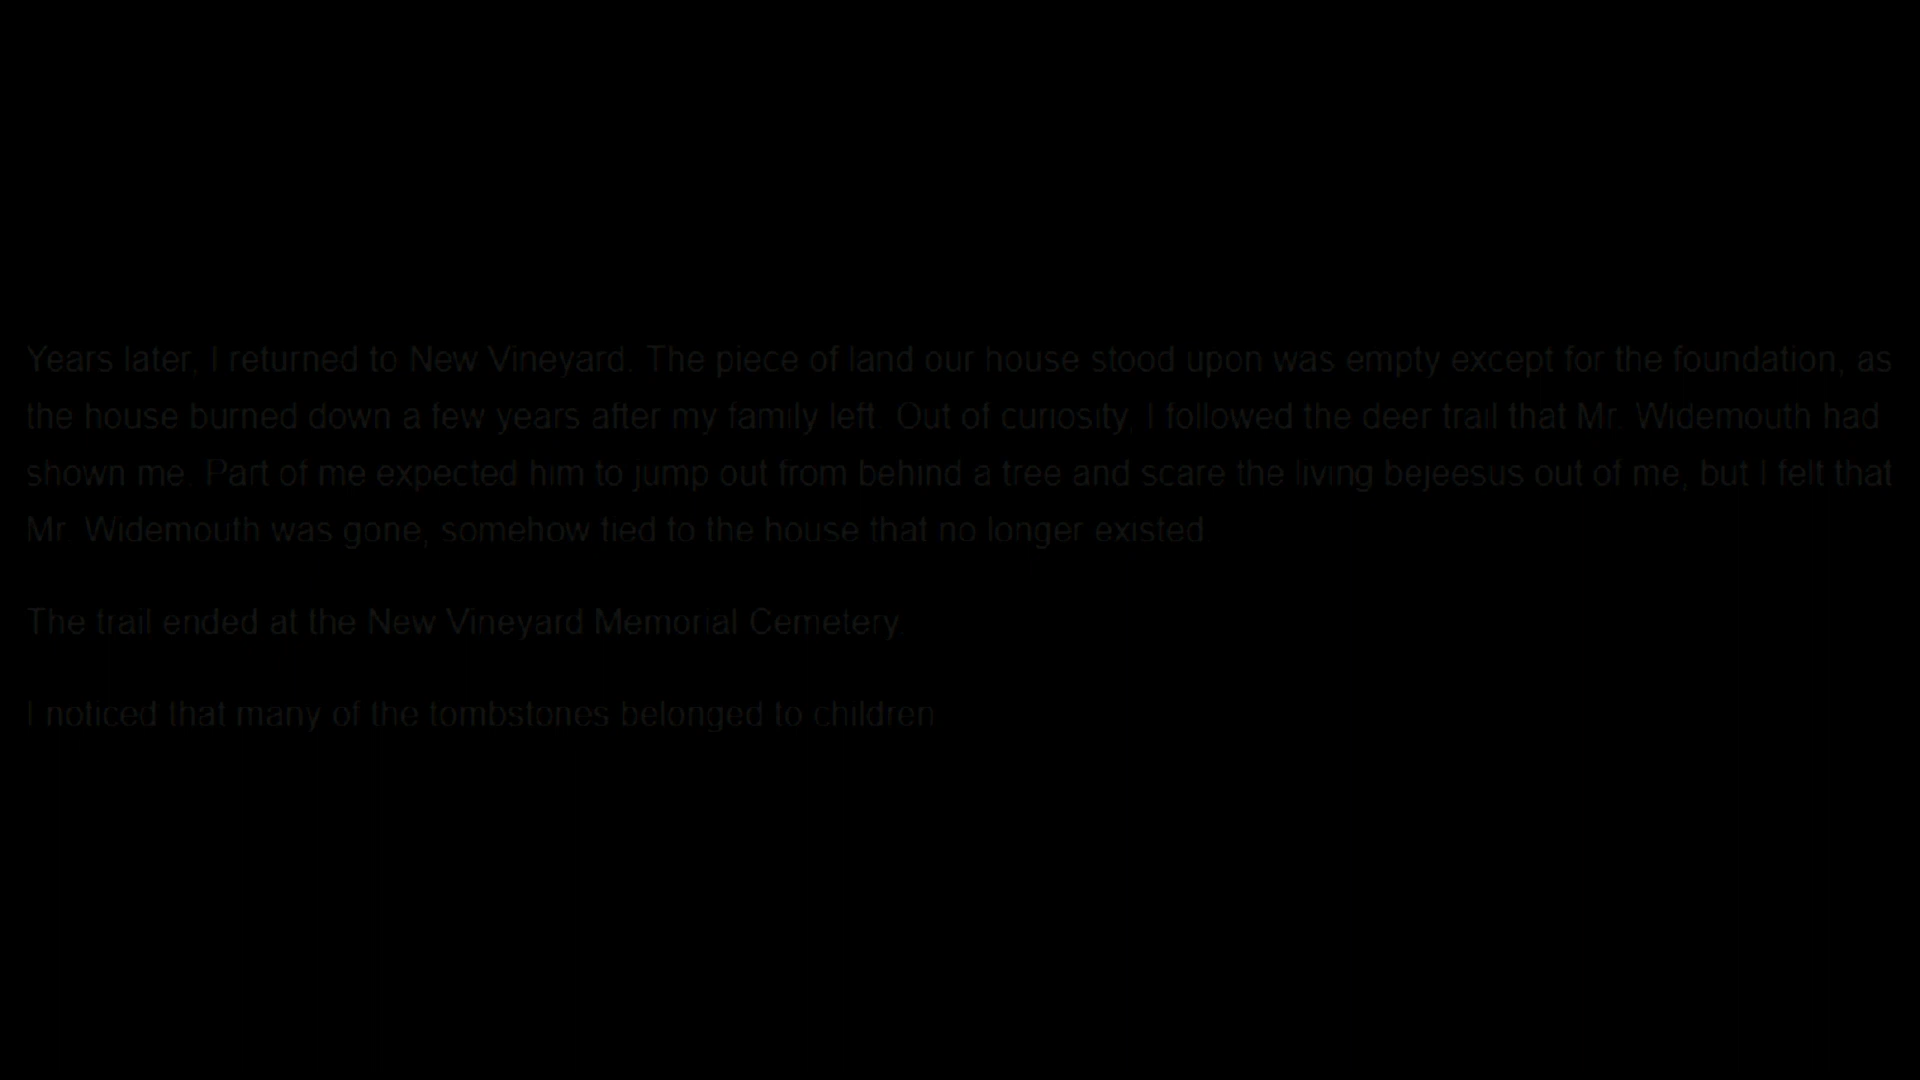 Years later, I returned to New Vineyard. The piece of land our house stood upon was empty except for the foundation, as
the house burned down a few years after my family left. Out of curiosity, I followed the deer trail that Mr. Widemouth had
shown me. Part of me expected him to jump out from behind a tree and scare the living bejeesus out of me, but I felt that
Mr. Widemouth was gone, somehow tied to the house that no longer existed.
The trail ended at the New Vineyard Memorial Cemetery.
I noticed that many of the tombstones belonged to children.